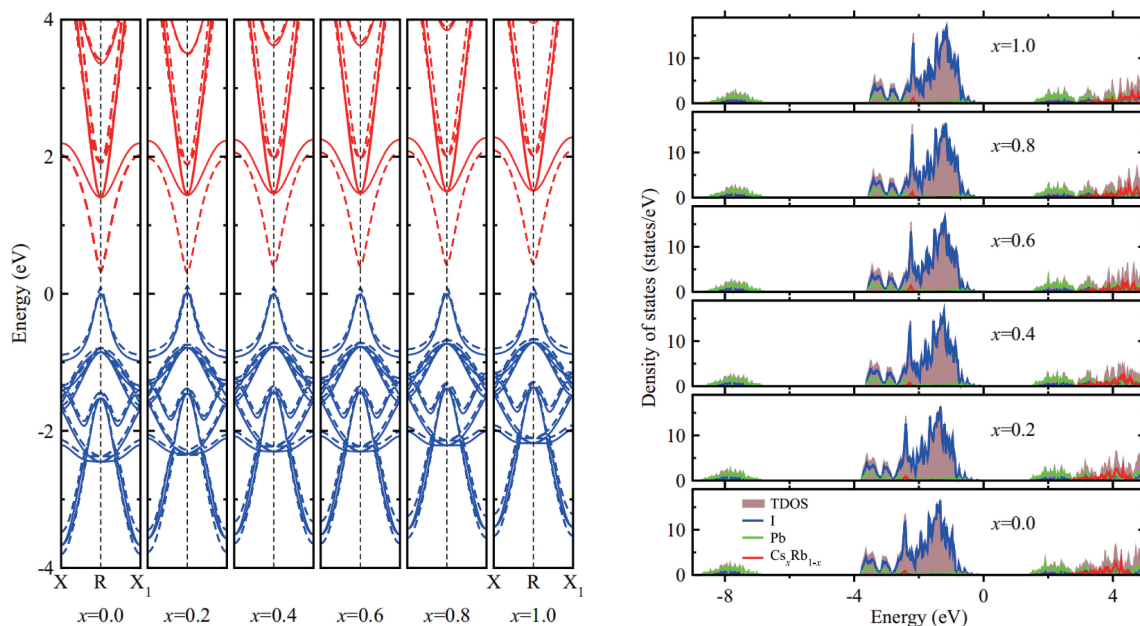 4
2
0
-2
-4
Energy (eV)
X R X₁
X R X₁
x=0.0 x=0.2 x=0.4 x=0.6 x=0.8 x=1.0
Density of states (states/eV)
10
0
x=1.0
10
0
x=0.8
10
0
x=0.6
10
0
x=0.4
10
0
x=0.2
10
0
x=0.0
TDOS
I
Pb
CsₓRb₁₋ₓ
-8 -4 0 4
Energy (eV)